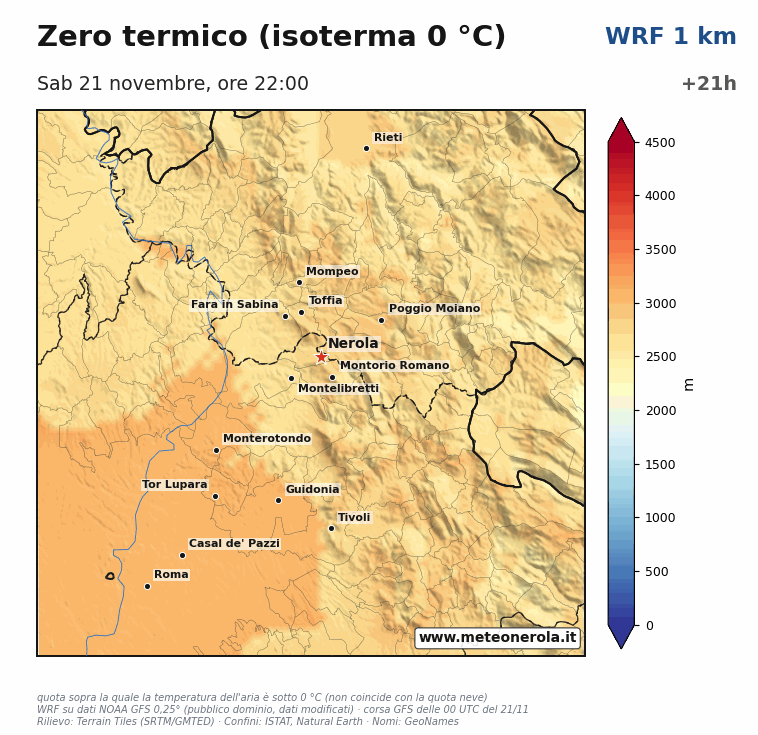 Zero termico (isoterma 0 °C)
WRF 1 km
Sab 21 novembre, ore 22:00
+21h
Rieti
Mompeo
Toffia
Fara in Sabina
Poggio Moiano
Nerola
Montorio Romano
Montelibretti
Monterotondo
Tor Lupara
Guidonia
Tivoli
Casal de' Pazzi
Roma
www.meteonerola.it
4500
4000
3500
3000
2500
2000
1500
1000
500
0
m
quota sopra la quale la temperatura dell'aria è sotto 0 °C (non coincide con la quota neve)
WRF su dati NOAA GFS 0,25° (pubblico dominio, dati modificati) · corsa GFS delle 00 UTC del 21/11
Rilievo: Terrain Tiles (SRTM/GMTED) · Confini: ISTAT, Natural Earth · Nomi: GeoNames